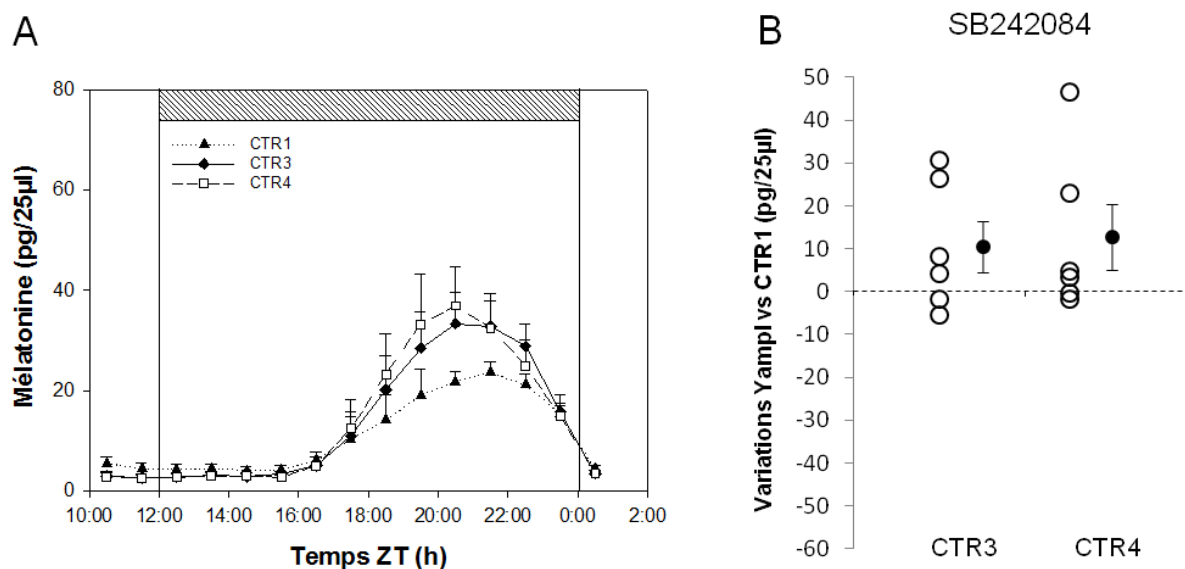 A
80
60
40
20
0
Mélatonine (pg/25µl)
CTR1
CTR3
CTR4
10:00 12:00 14:00 16:00 18:00 20:00 22:00 0:00 2:00
Temps ZT (h)
B
SB242084
50
40
30
20
10
0
-10
-20
-30
-40
-50
-60
Variations Yampl vs CTR1 (pg/25µl)
CTR3 CTR4